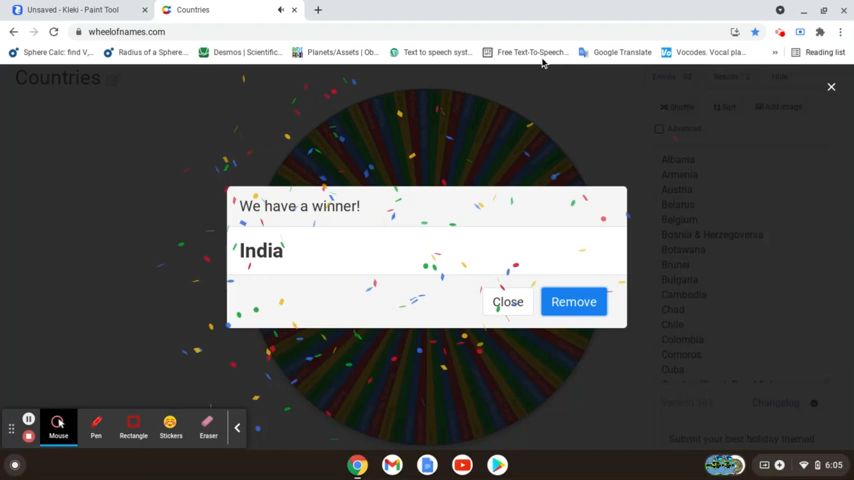 Unsaved - Kleki - Paint Tool
Countries
wheelofnames.com
Sphere Calc: find V,...
Radius of a Sphere...
Desmos | Scientific...
Planets/Assets | Ob...
Text to speech syst...
Free Text-To-Speech...
Google Translate
Vocodes. Vocal pla...
»
Reading list
Countries
Results
Hide
Shuffle
Sort
Add image
Advanced
Albania
Armenia
Austria
Belarus
Belgium
Bosnia & Herzegovenia
Botswana
Brunei
Bulgaria
Cambodia
Chad
Chile
Colombia
Comoros
Cuba
We have a winner!
India
Close
Remove
Changelog
Submit your best holiday themed
Mouse
Pen
Rectangle
Stickers
Eraser
6:05